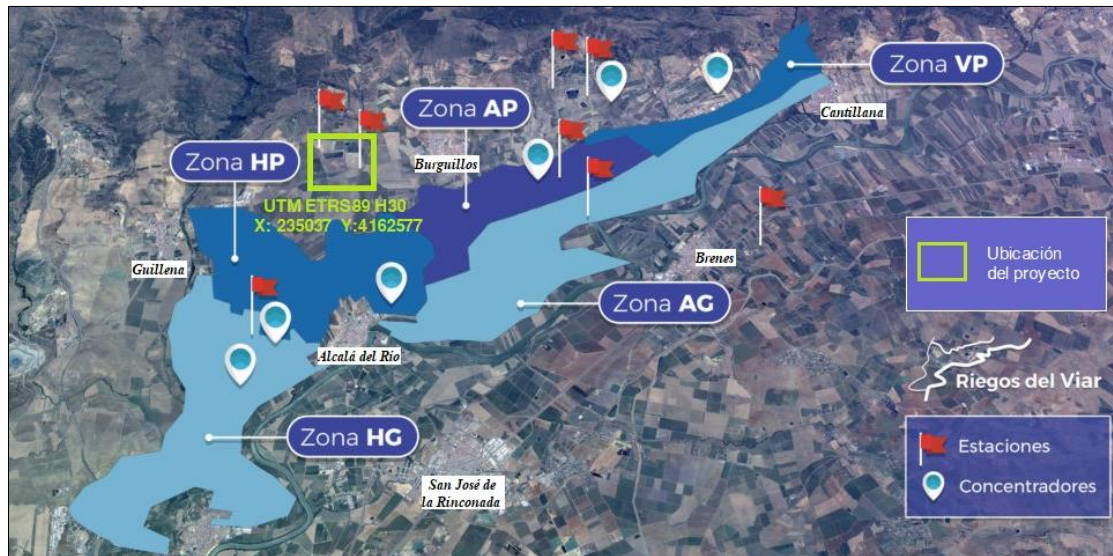 Zona VP
Cantillana
Zona AP
Burguillos
Zona HP
UTM ETRS89 H30
X: 235037 Y:4162577
Guillena
Brenes
Ubicación
del proyecto
Zona AG
Alcalá del Río
Riegos del Viar
Zona HG
San José de
la Rinconada
Estaciones
Concentradores